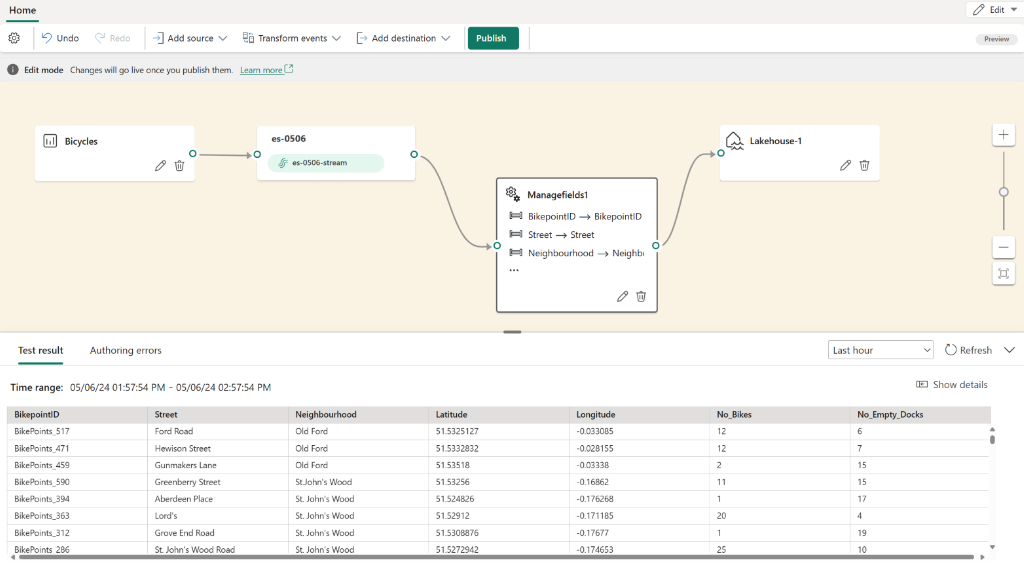 Home
Edit
Undo Redo Add source Transform events Add destination Publish
Preview
Edit mode Changes will go live once you publish them. Learn more
Bicycles
es-0506
es-0506-stream
Managefields1
BikepointID → BikepointID
Street → Street
Neighbourhood → Neighb
...
Lakehouse-1
Test result Authoring errors
Last hour Refresh
Time range: 05/06/24 01:57:54 PM - 05/06/24 02:57:54 PM
Show details
BikepointID Street Neighbourhood Latitude Longitude No_Bikes No_Empty_Docks
BikePoints_517 Ford Road Old Ford 51.5325127 -0.033085 12 6
BikePoints_471 Hewison Street Old Ford 51.5332832 -0.028155 12 7
BikePoints_459 Gunmakers Lane Old Ford 51.53518 -0.03338 2 15
BikePoints_590 Greenberry Street St.John's Wood 51.53256 -0.16862 11 15
BikePoints_394 Aberdeen Place St. John's Wood 51.524826 -0.176268 1 17
BikePoints_363 Lord's St. John's Wood 51.52912 -0.171185 20 4
BikePoints_312 Grove End Road St. John's Wood 51.5308876 -0.17677 1 19
BikePoints_286 St. John's Wood Road St. John's Wood 51.5272942 -0.174653 25 10